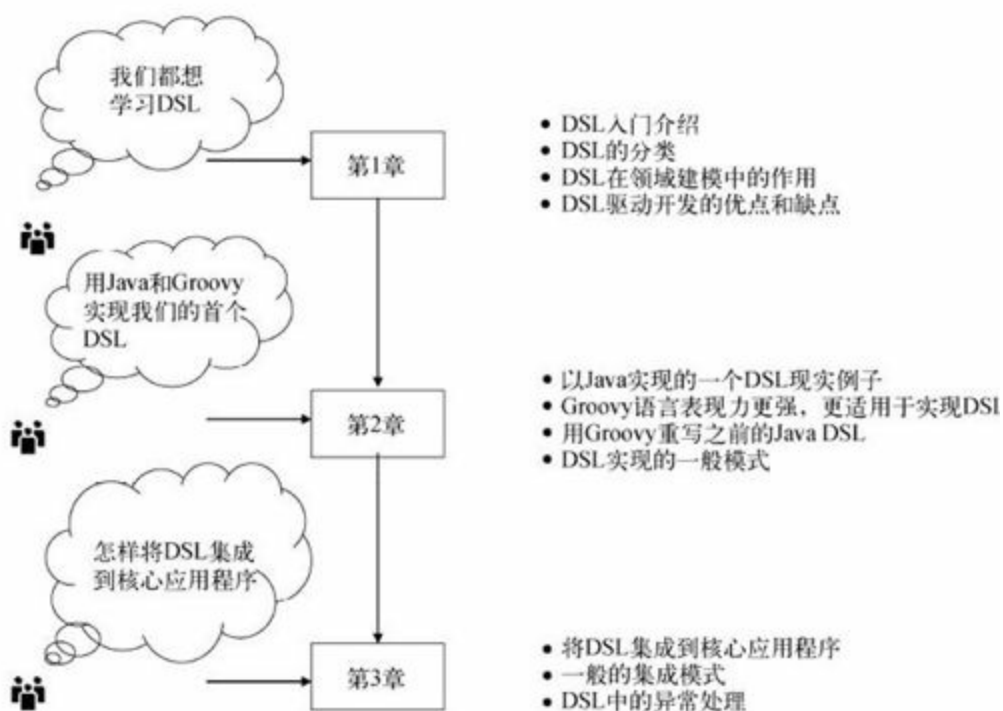 我们都想
学习DSL
第1章
• DSL入门介绍
• DSL的分类
• DSL在领域建模中的作用
• DSL驱动开发的优点和缺点
用Java和Groovy
实现我们的首个
DSL
第2章
• 以Java实现的一个DSL现实例子
• Groovy语言表现力更强，更适用于实现DSL
• 用Groovy重写之前的Java DSL
• DSL实现的一般模式
怎样将DSL集成
到核心应用程序
第3章
• 将DSL集成到核心应用程序
• 一般的集成模式
• DSL中的异常处理